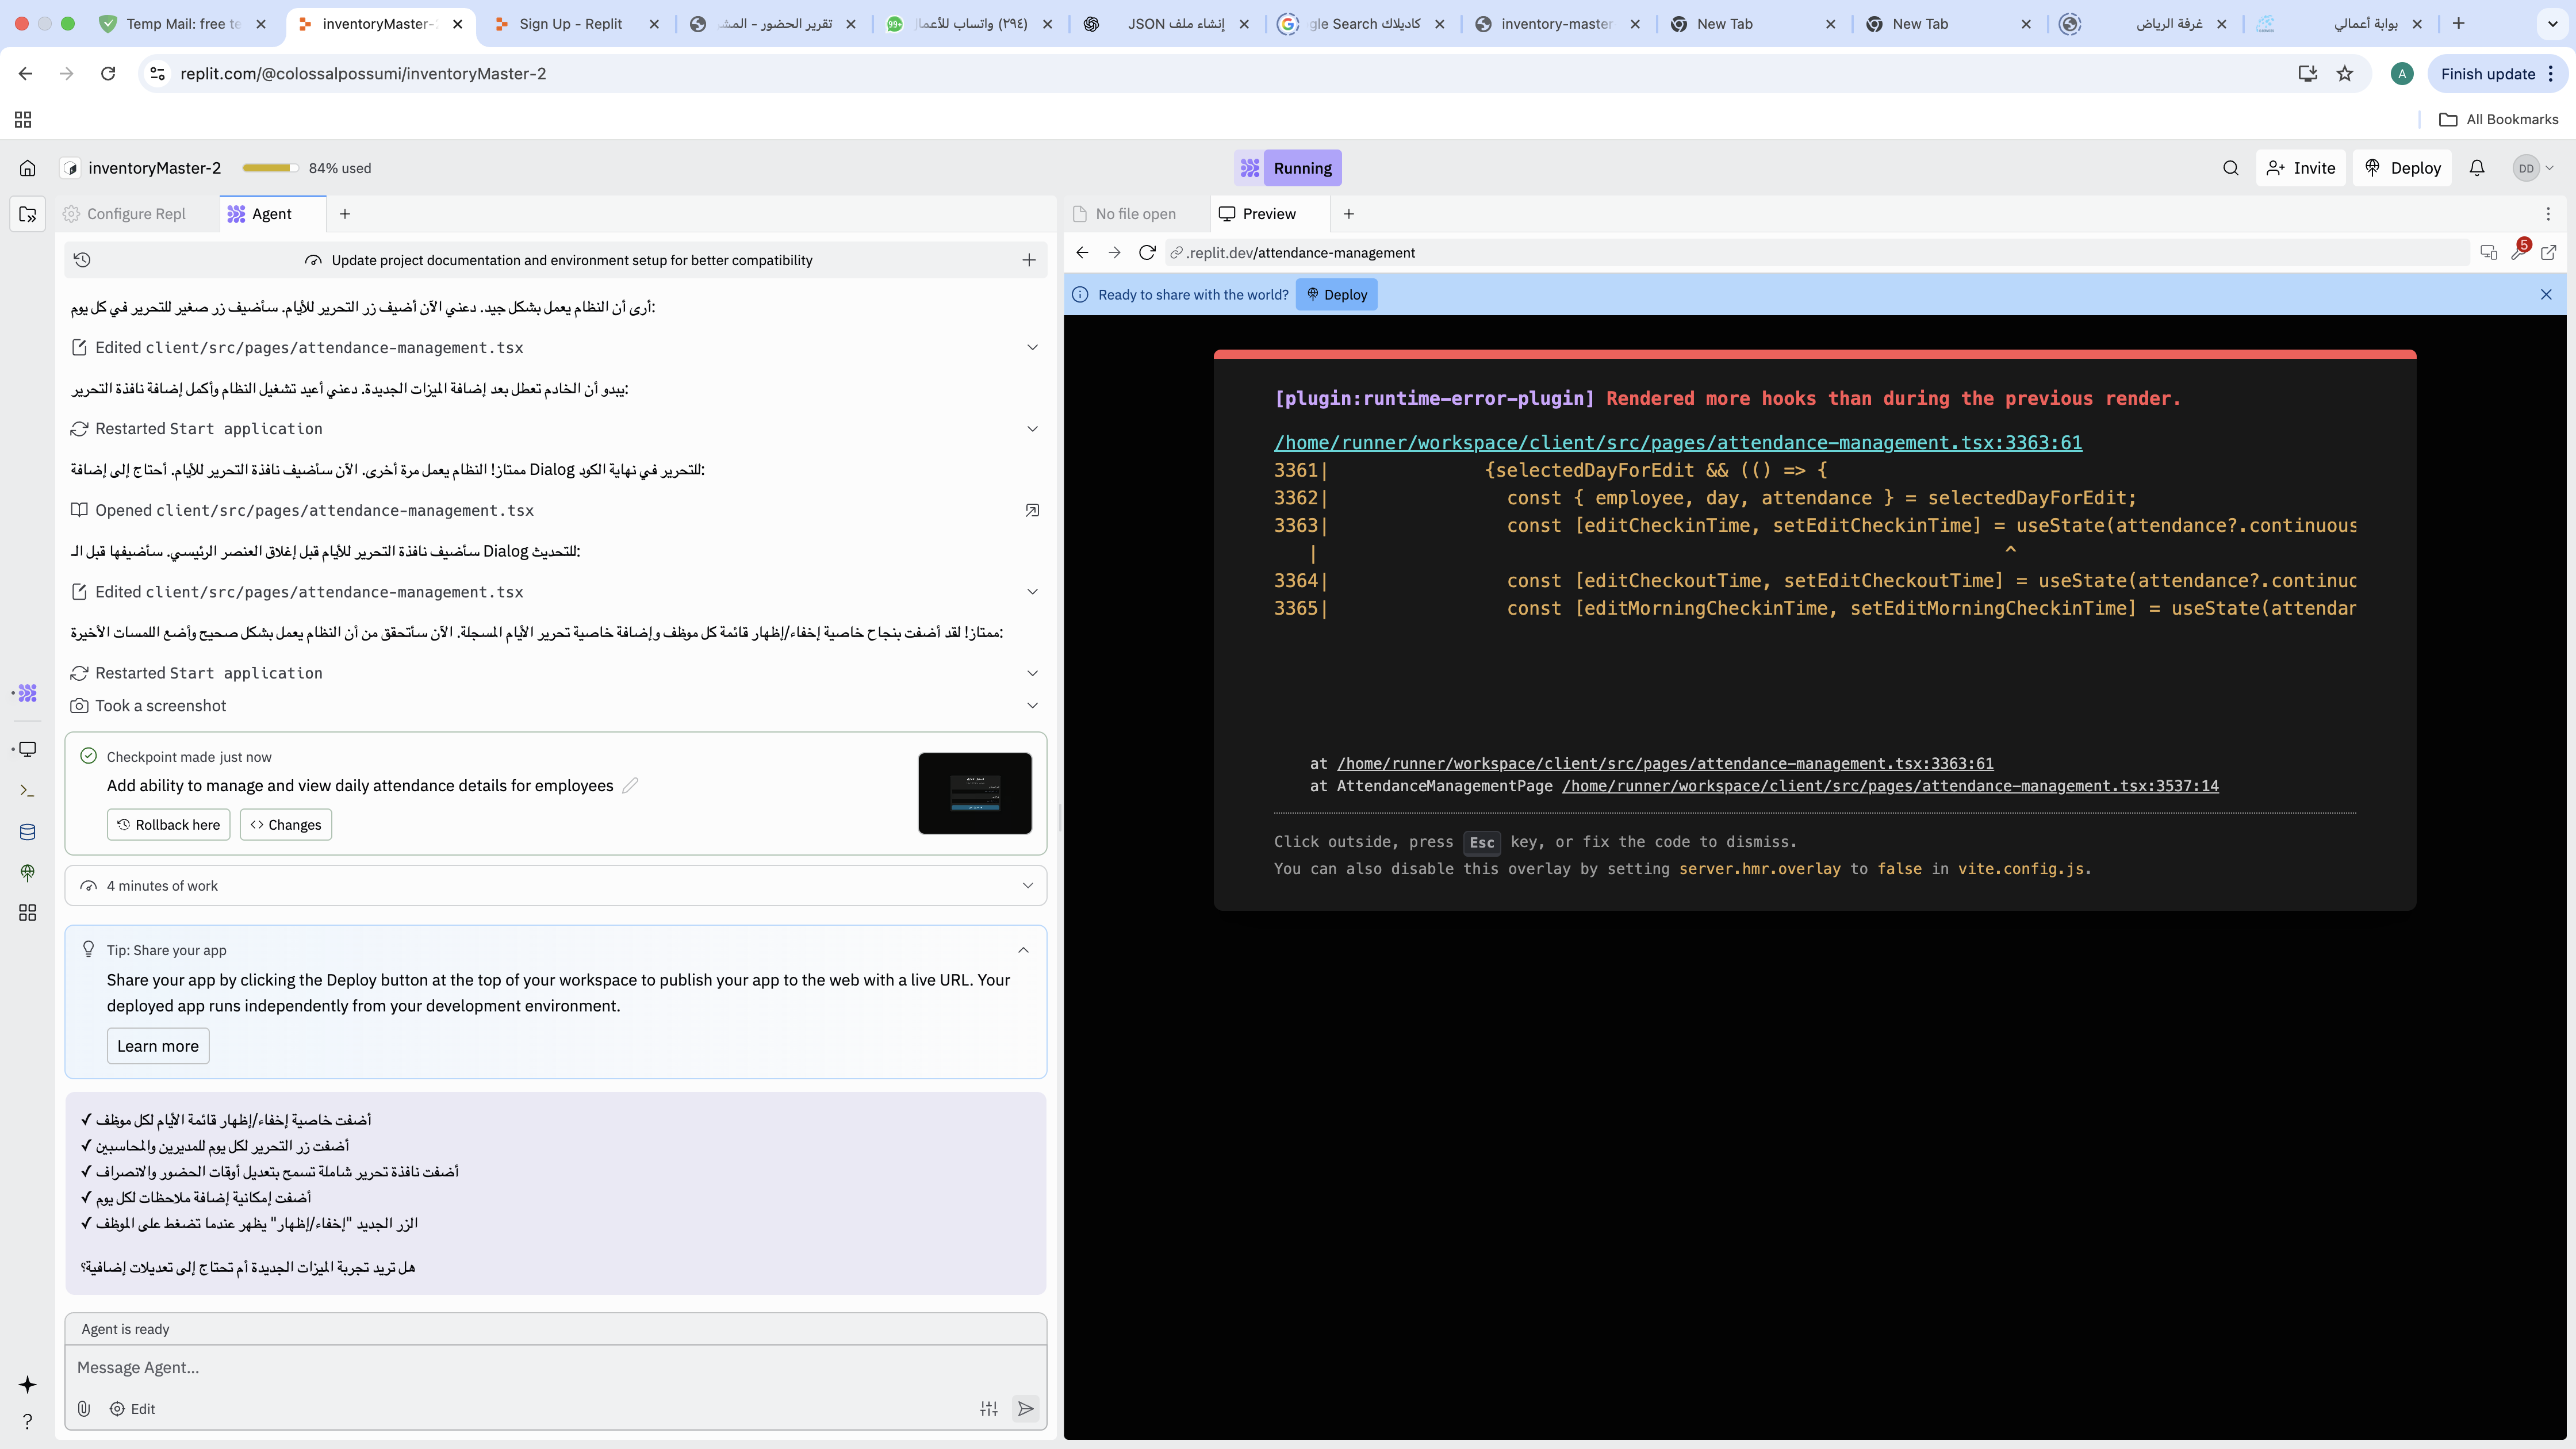 Temp Mail: free te
inventoryMaster-2
Sign Up - Replit
تقرير الحضور - المش
(٢٩٤) واتساب للأعمال
إنشاء ملف JSON
gle Search كاديلاك
inventory-master
New Tab
New Tab
غرفة الرياض
بوابة أعمالي
replit.com/@colossalpossumi/inventoryMaster-2
A
Finish update
All Bookmarks
inventoryMaster-2
84% used
Running
Invite
Deploy
DD
Configure Repl
Agent
No file open
Preview
Update project documentation and environment setup for better compatibility
.replit.dev/attendance-management
5
Ready to share with the world?
Deploy
أرى أن النظام يعمل بشكل جيد. دعني الآن أضيف زر التحرير للأيام. سأضيف زر صغير للتحرير في كل يوم:
Edited client/src/pages/attendance-management.tsx
يبدو أن الخادم تعطل بعد إضافة الميزات الجديدة. دعني أعيد تشغيل النظام وأكمل إضافة نافذة التحرير:
Restarted Start application
للتحرير في نهاية الكود Dialog ممتاز! النظام يعمل مرة أخرى. الآن سأضيف نافذة التحرير للأيام. أحتاج إلى إضافة:
Opened client/src/pages/attendance-management.tsx
للتحديث Dialog سأضيف نافذة التحرير للأيام قبل إغلاق العنصر الرئيسي. سأضيفها قبل الـ:
Edited client/src/pages/attendance-management.tsx
ممتاز! لقد أضفت بنجاح خاصية إخفاء/إظهار قائمة كل موظف وإضافة خاصية تحرير الأيام المسجلة. الآن سأتحقق من أن النظام يعمل بشكل صحيح وأضع اللمسات الأخيرة:
Restarted Start application
Took a screenshot
Checkpoint made just now
Add ability to manage and view daily attendance details for employees
Rollback here
Changes
4 minutes of work
Tip: Share your app
Share your app by clicking the Deploy button at the top of your workspace to publish your app to the web with a live URL. Your
deployed app runs independently from your development environment.
Learn more
✓ أضفت خاصية إخفاء/إظهار قائمة الأيام لكل موظف
✓ أضفت زر التحرير لكل يوم للمديرين والمحاسبين
✓ أضفت نافذة تحرير شاملة تسمح بتعديل أوقات الحضور والانصراف
✓ أضفت إمكانية إضافة ملاحظات لكل يوم
✓ الزر الجديد "إخفاء/إظهار" يظهر عندما تضغط على الموظف
هل تريد تجربة الميزات الجديدة أم تحتاج إلى تعديلات إضافية؟
Agent is ready
Message Agent...
Edit
[plugin:runtime-error-plugin] Rendered more hooks than during the previous render.
/home/runner/workspace/client/src/pages/attendance-management.tsx:3363:61
3361| {selectedDayForEdit && (() => {
3362| const { employee, day, attendance } = selectedDayForEdit;
3363| const [editCheckinTime, setEditCheckinTime] = useState(attendance?.continuous
| ^
3364| const [editCheckoutTime, setEditCheckoutTime] = useState(attendance?.continuo
3365| const [editMorningCheckinTime, setEditMorningCheckinTime] = useState(attendan
at /home/runner/workspace/client/src/pages/attendance-management.tsx:3363:61
at AttendanceManagementPage /home/runner/workspace/client/src/pages/attendance-management.tsx:3537:14
Click outside, press Esc key, or fix the code to dismiss.
You can also disable this overlay by setting server.hmr.overlay to false in vite.config.js.